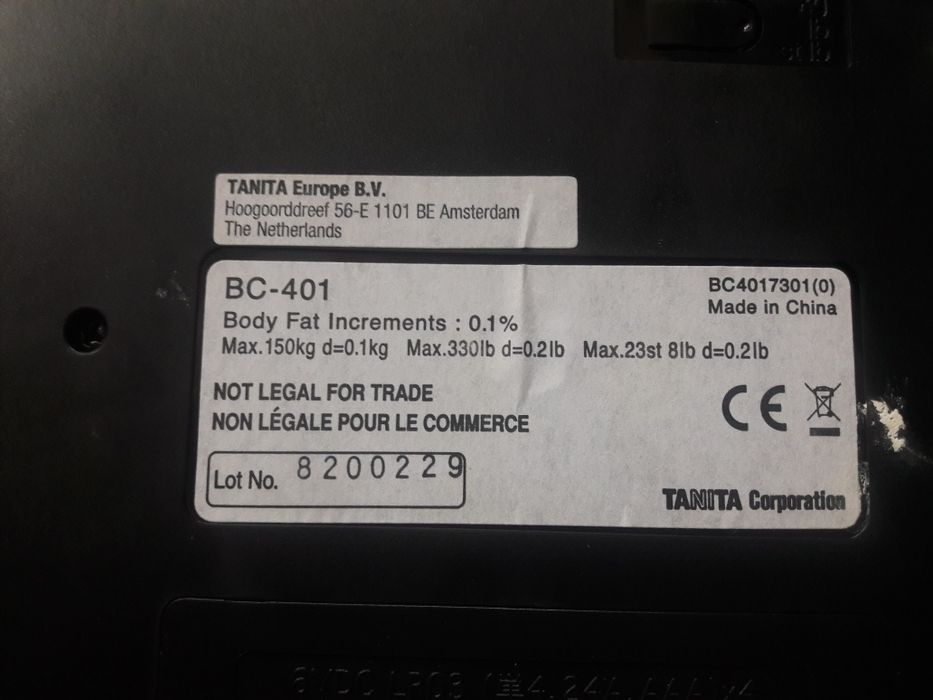 TANITA Europe B.V.
Hoogoorddreef 56-E 1101 BE Amsterdam
The Netherlands
BC-401
BC4017301(0)
Made in China
Body Fat Increments : 0.1%
Max.150kg d=0.1kg Max.330lb d=0.2lb Max.23st 8lb d=0.2lb
NOT LEGAL FOR TRADE
NON LÉGALE POUR LE COMMERCE
CE
Lot No. 8200229
TANITA Corporation
6VDC